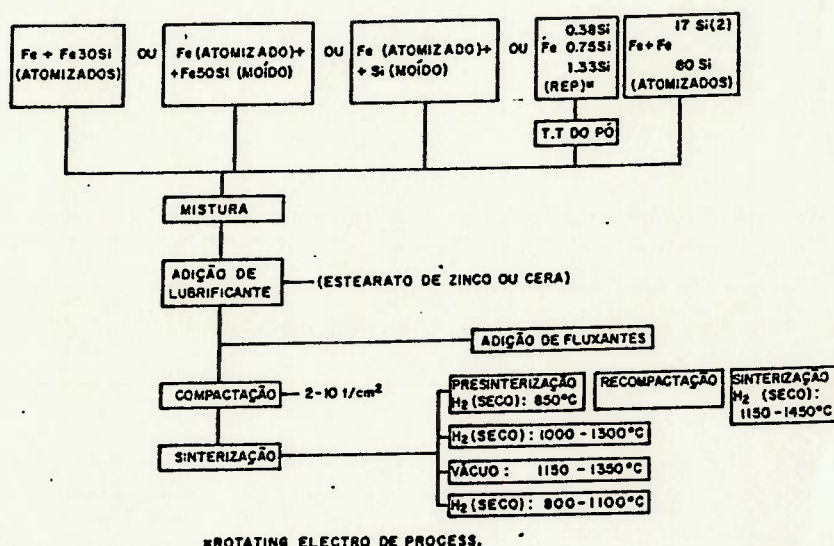 Fe + Fe30Si
(ATOMIZADOS)
OU
Fe (ATOMIZADO)+
+Fe50Si (MOÍDO)
OU
Fe (ATOMIZADO)+
+ Si (MOÍDO)
OU
0.38Si
Fe 0.75Si
1.33Si
(REP)*
17 Si(2)
Fe + Fe
80 Si
(ATOMIZADOS)
T.T DO PÓ
MISTURA
ADIÇÃO DE
LUBRIFICANTE
(ESTEARATO DE ZINCO OU CERA)
ADIÇÃO DE FLUXANTES
COMPACTAÇÃO
2-10 t/cm²
PRESINTERIZAÇÃO
H₂ (SECO): 850°C
RECOMPACTAÇÃO
SINTERIZAÇÃO
H₂ (SECO):
1150-1450°C
H₂ (SECO): 1000-1300°C
SINTERIZAÇÃO
VÁCUO: 1150-1350°C
H₂ (SECO): 800-1100°C
*ROTATING ELECTRO DE PROCESS.